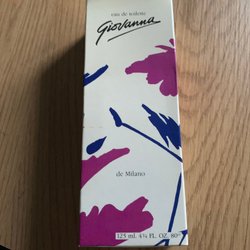 eau de toilette
Giovanna
de Milano
125 ml. 4¼ FL. OZ. 80°